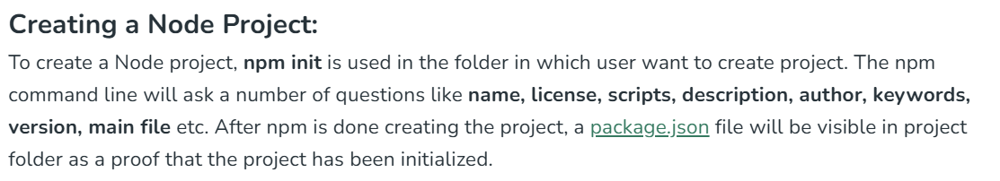 Creating a Node Project:
To create a Node project, npm init is used in the folder in which user want to create project. The npm
command line will ask a number of questions like name, license, scripts, description, author, keywords,
version, main file etc. After npm is done creating the project, a package.json file will be visible in project
folder as a proof that the project has been initialized.